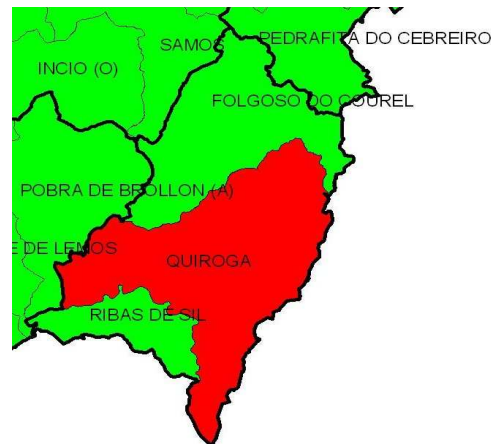 PEDRAFITA DO CEBREIRO
SAMOS
INCIO (O)
FOLGOSO DO COUREL
POBRA DE BROLLON (A)
E DE LEMOS
QUIROGA
RIBAS DE SIL